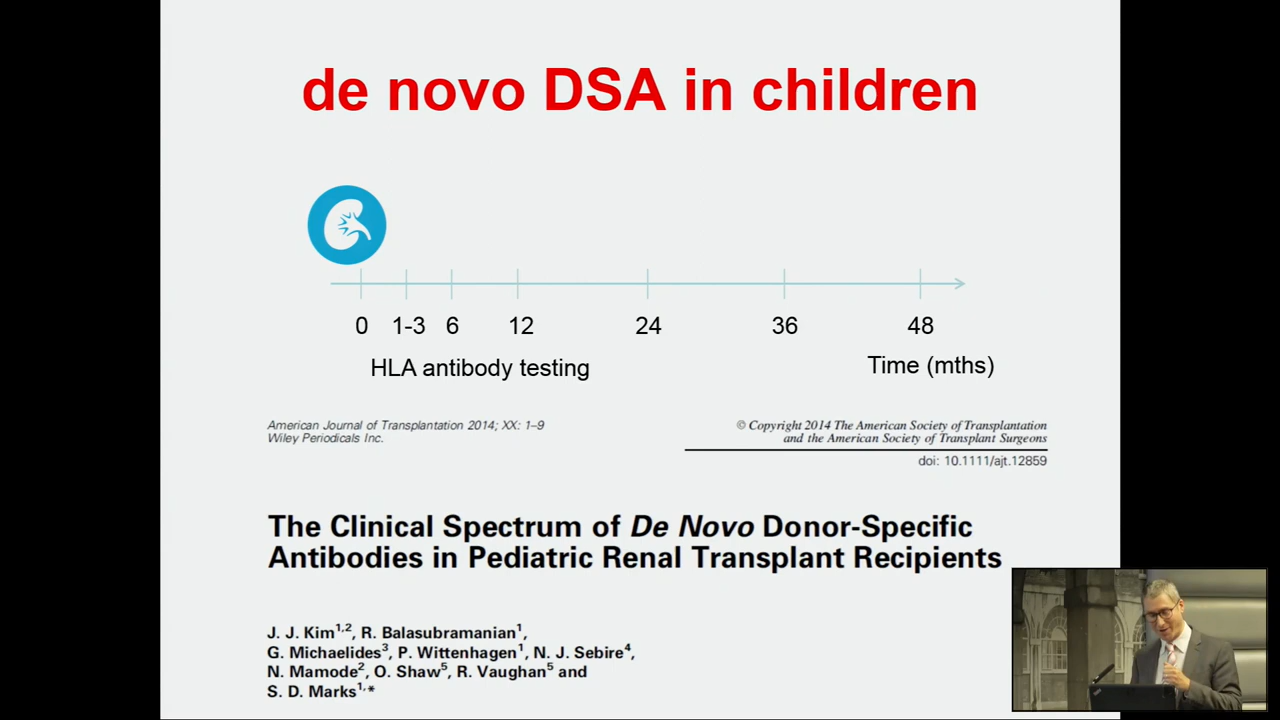 de novo DSA in children
0 1-3 6 12 24 36 48
HLA antibody testing Time (mths)
American Journal of Transplantation 2014; XX: 1–9
Wiley Periodicals Inc.
© Copyright 2014 The American Society of Transplantation
and the American Society of Transplant Surgeons
doi: 10.1111/ajt.12859
The Clinical Spectrum of De Novo Donor-Specific
Antibodies in Pediatric Renal Transplant Recipients
J. J. Kim1,2, R. Balasubramanian1,
G. Michaelides3, P. Wittenhagen1, N. J. Sebire4,
N. Mamode2, O. Shaw5, R. Vaughan5 and
S. D. Marks1,*